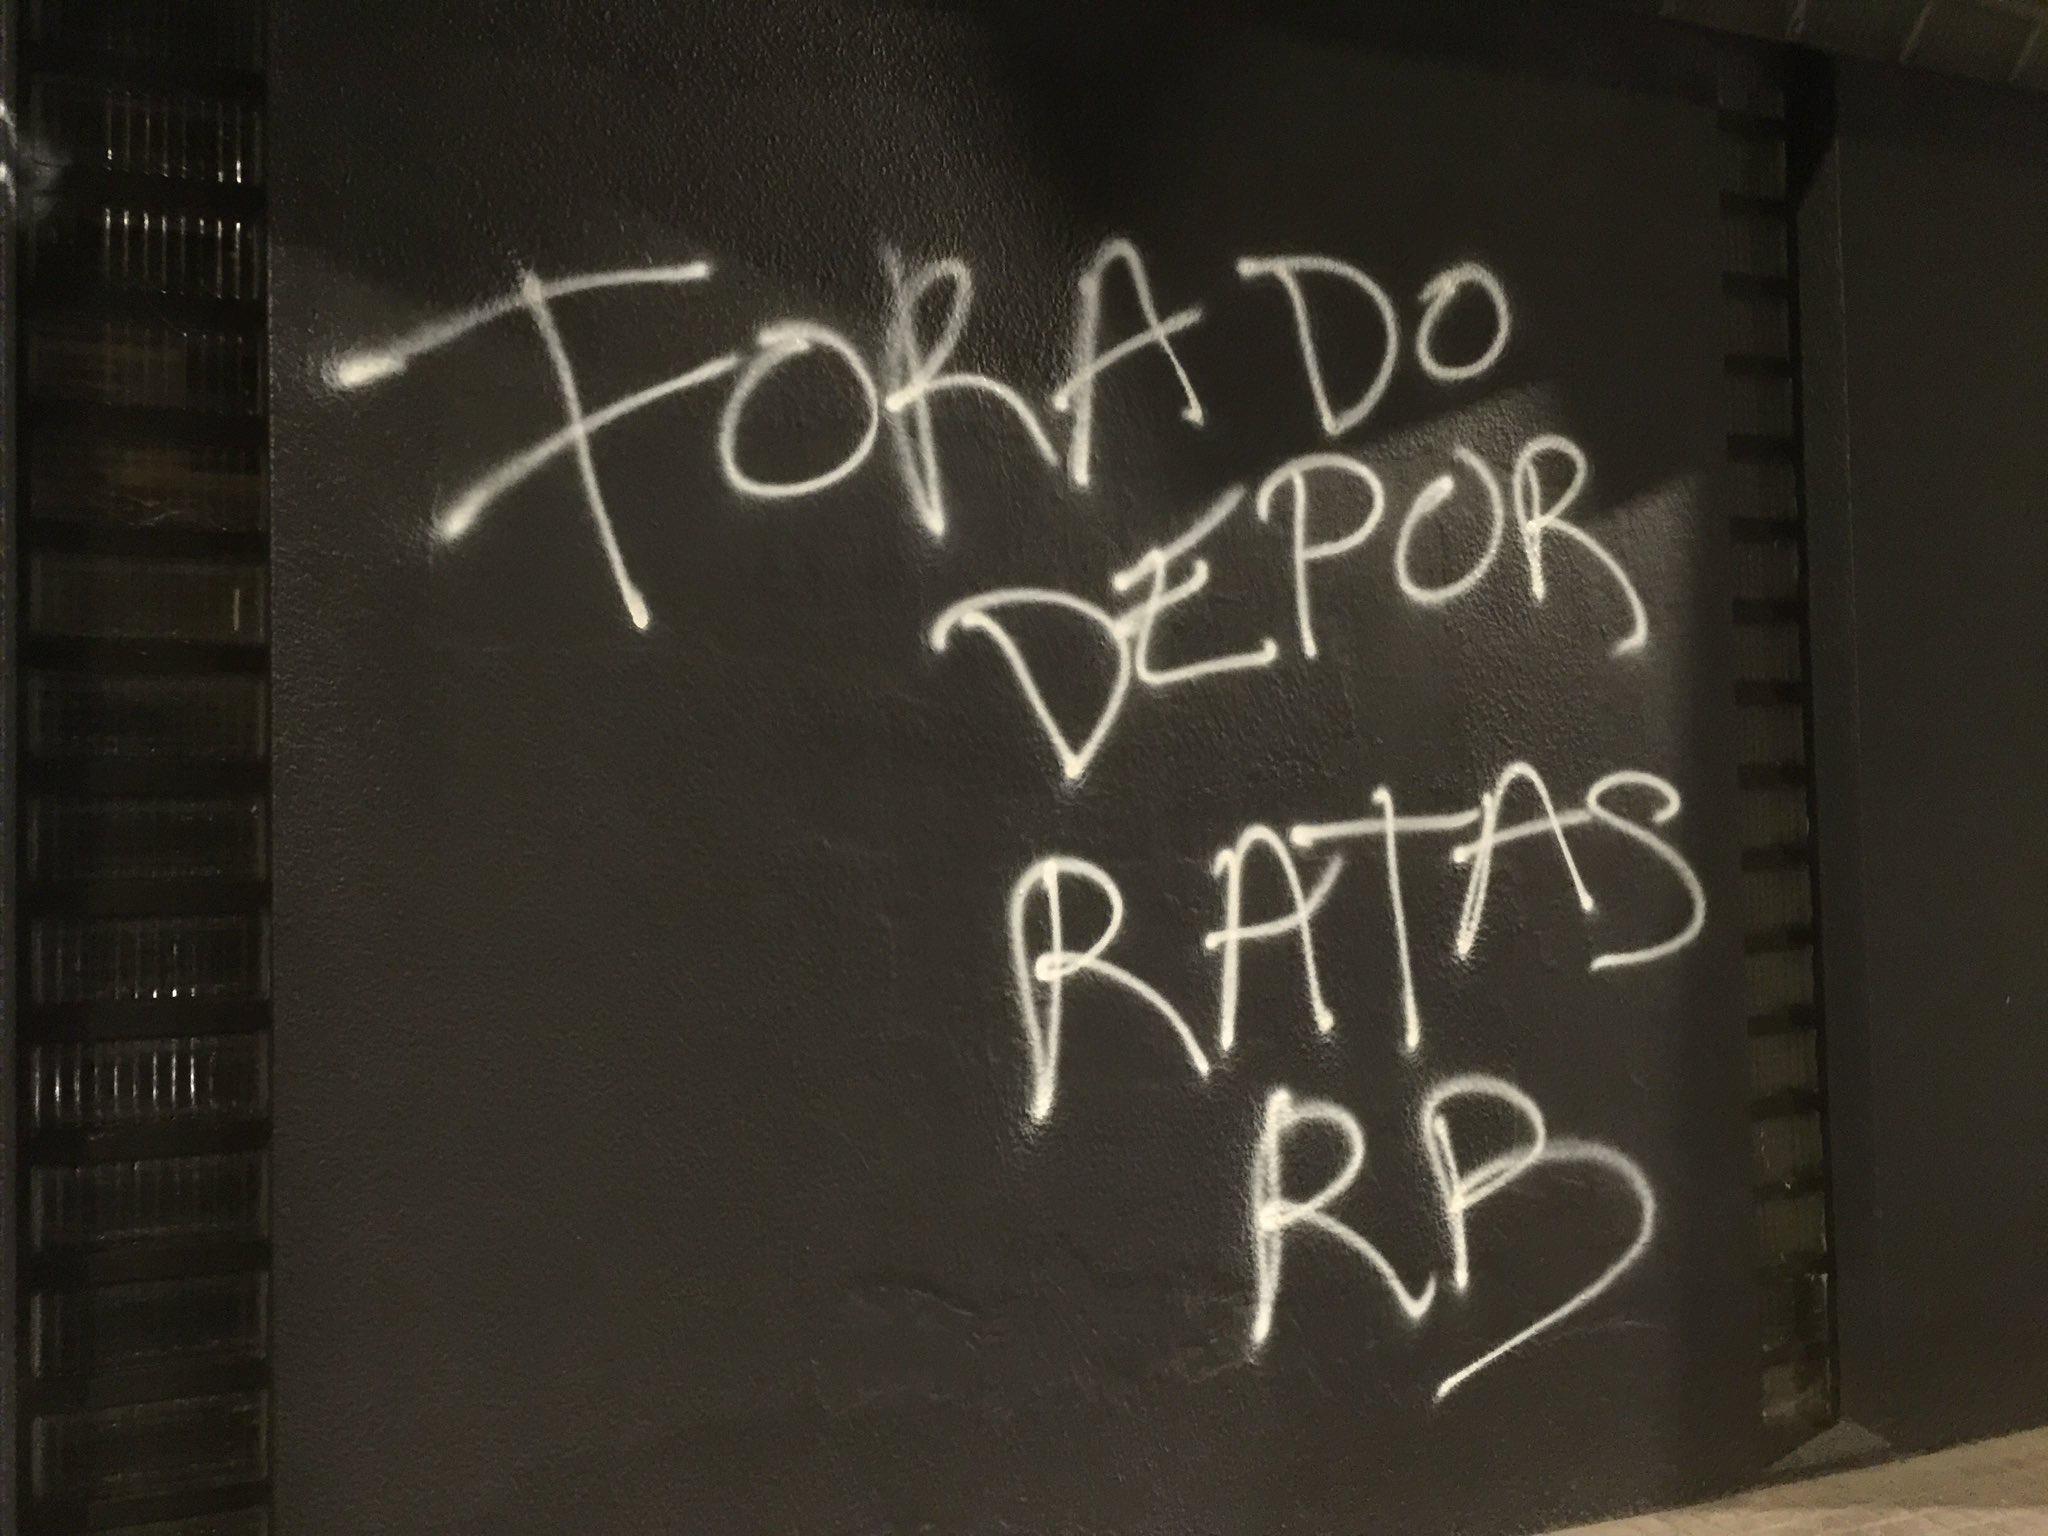 FORA DO
DEPOR
RATAS
RB